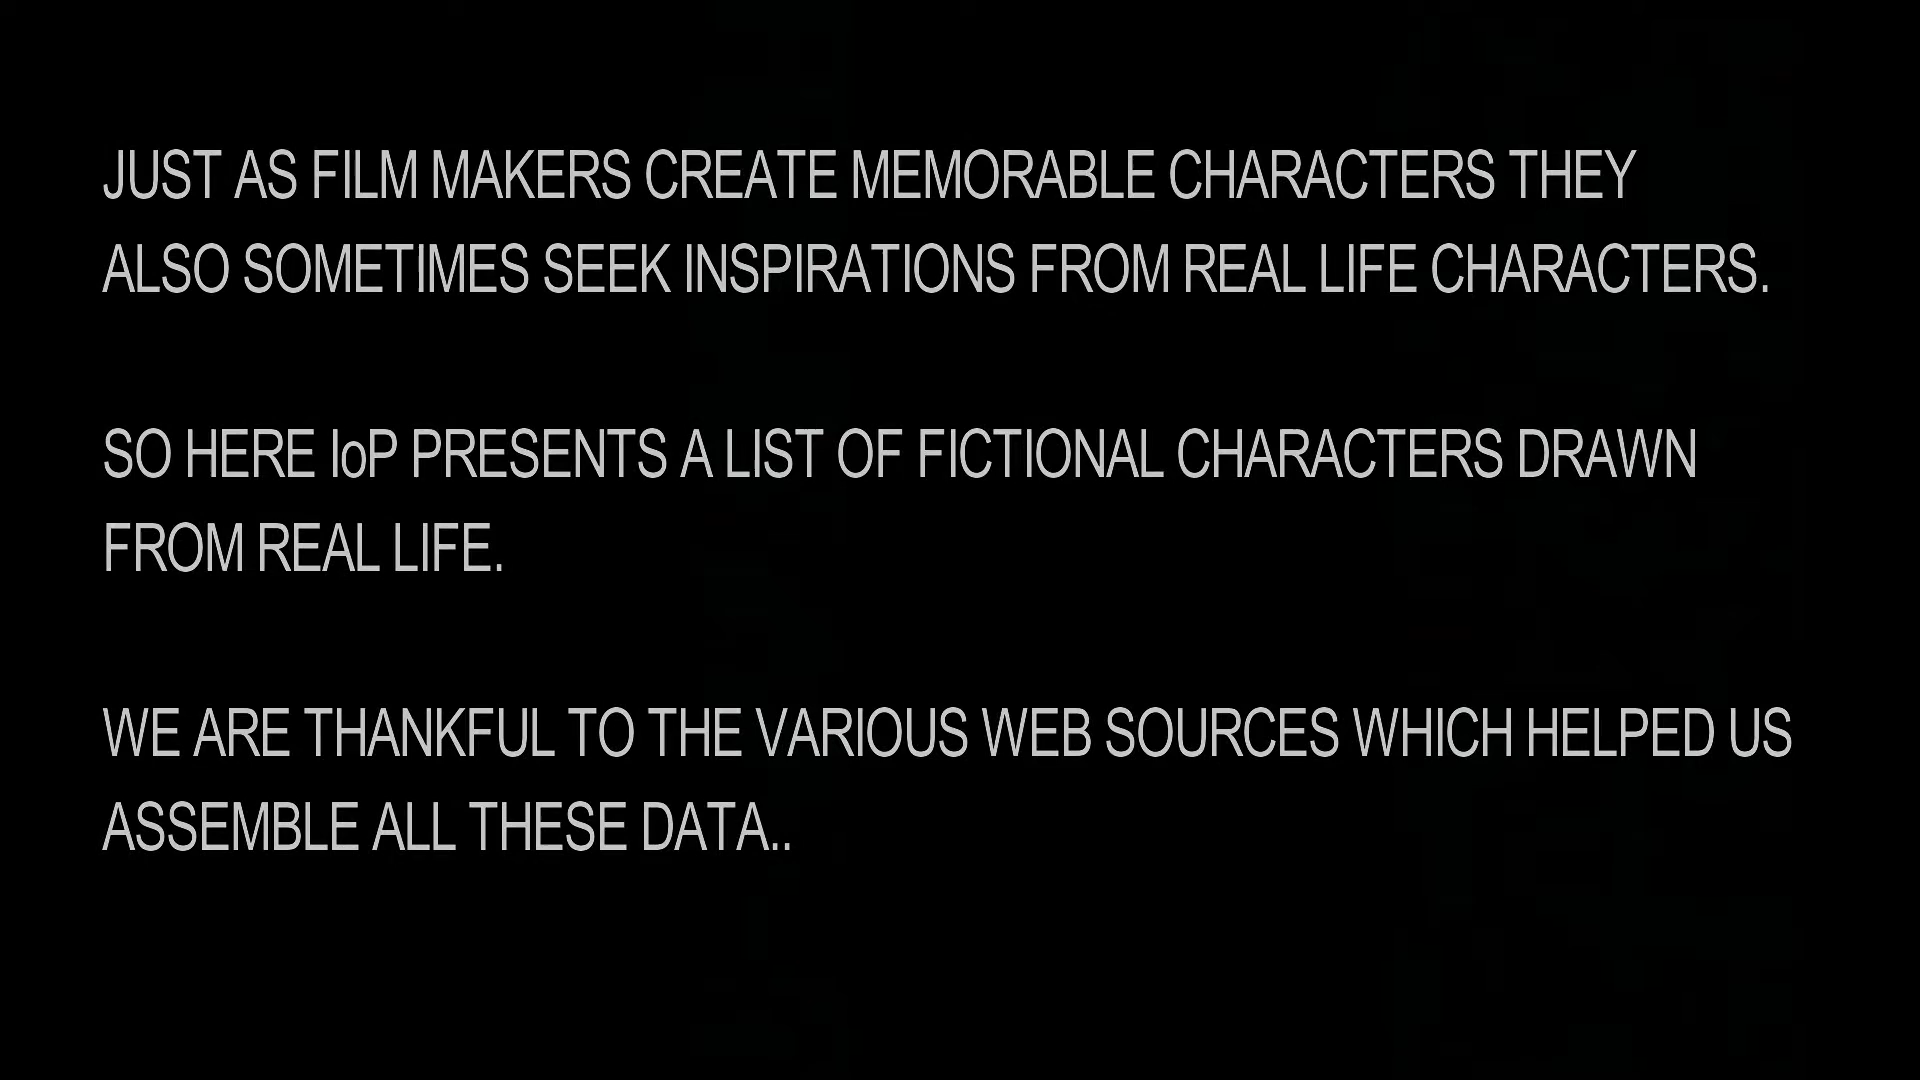 JUST AS FILM MAKERS CREATE MEMORABLE CHARACTERS THEY
ALSO SOMETIMES SEEK INSPIRATIONS FROM REAL LIFE CHARACTERS.
SO HERE IoP PRESENTS A LIST OF FICTIONAL CHARACTERS DRAWN
FROM REAL LIFE.
WE ARE THANKFUL TO THE VARIOUS WEB SOURCES WHICH HELPED US
ASSEMBLE ALL THESE DATA..